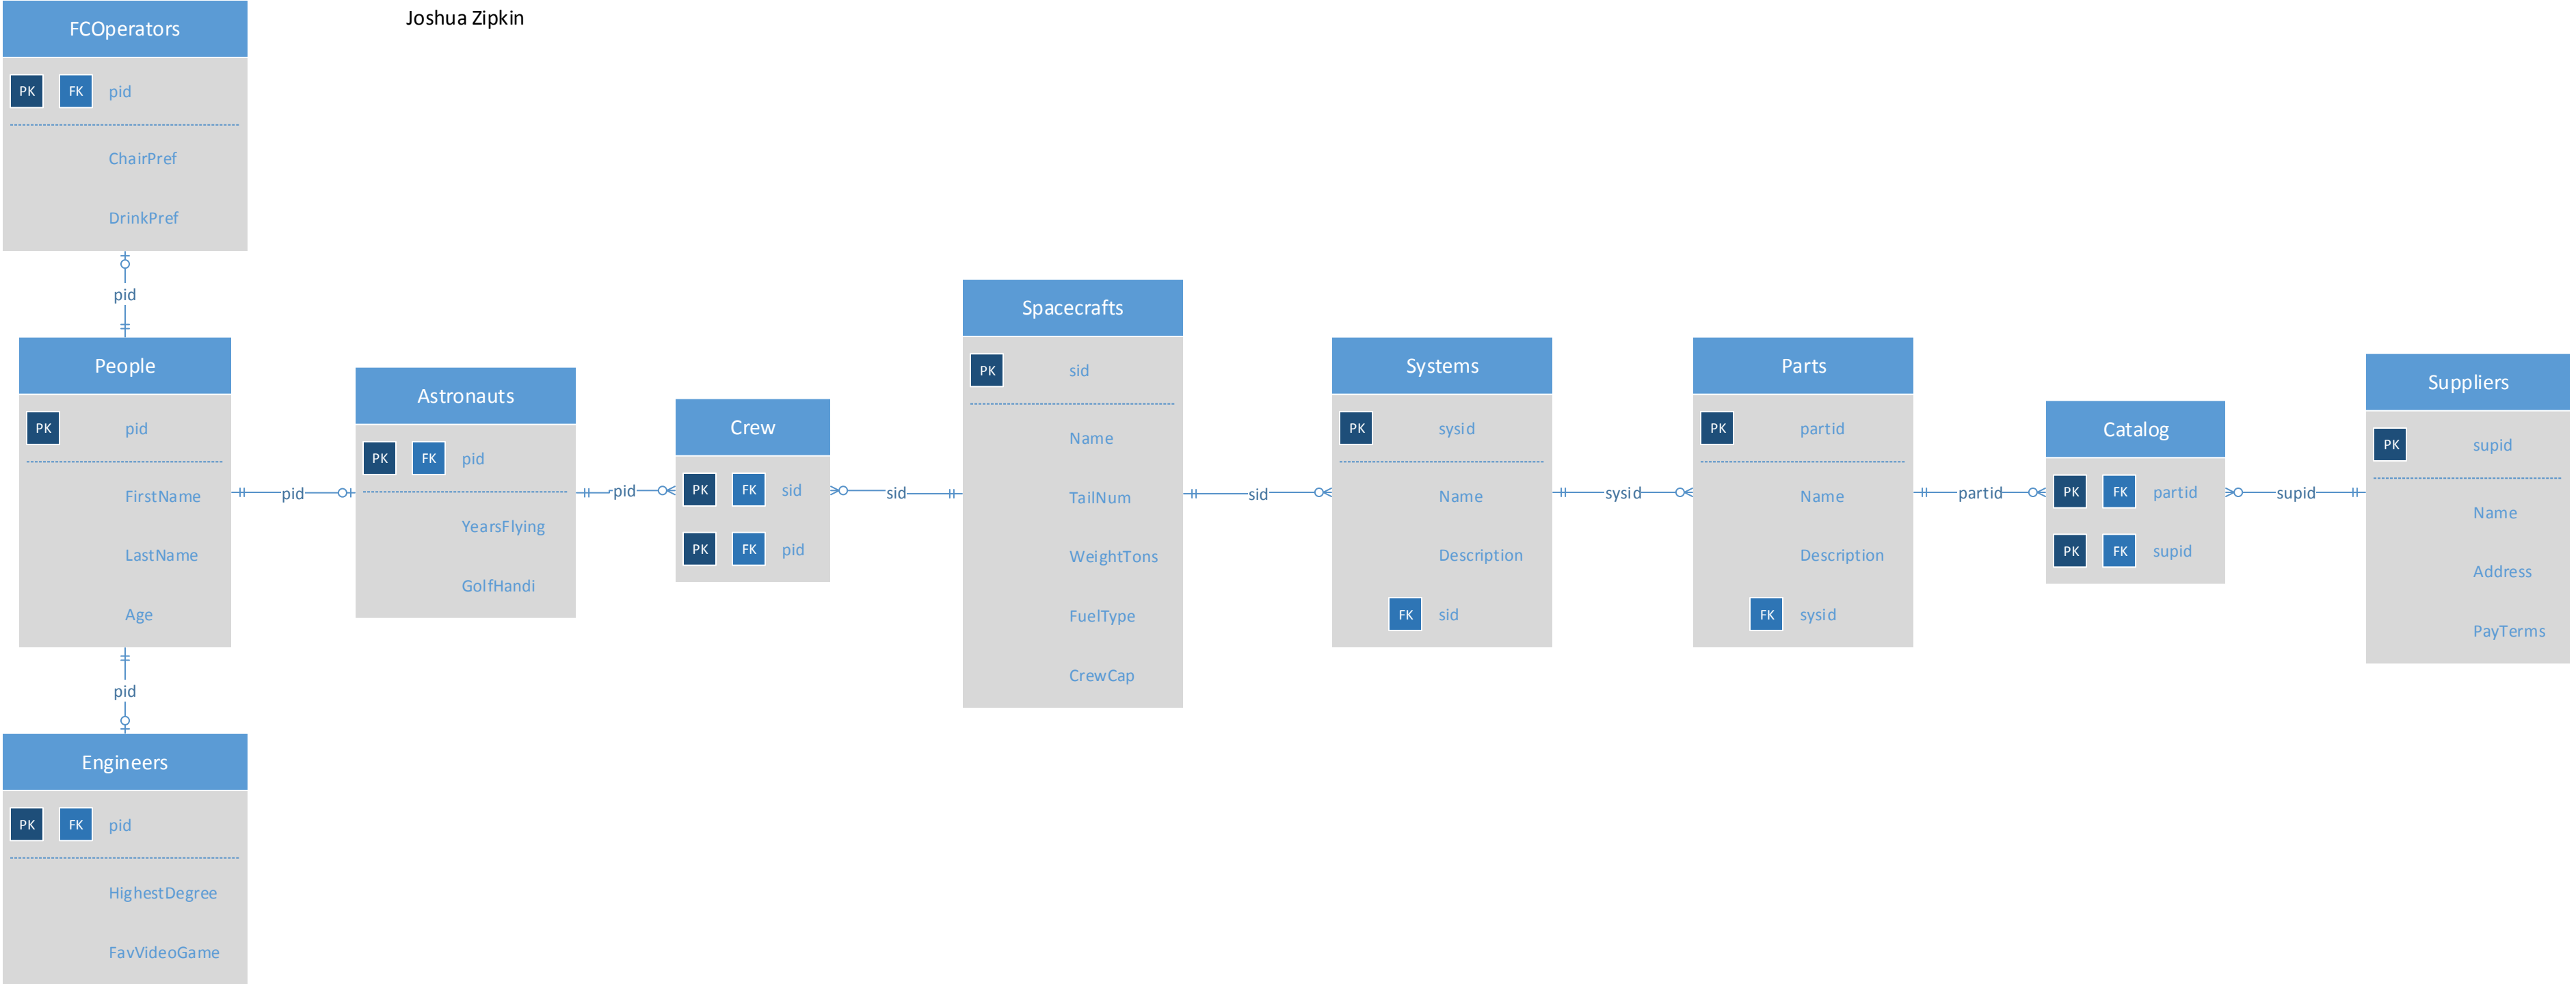 Joshua Zipkin
FCOperators
PK FK pid
ChairPref
DrinkPref
pid
People
PK pid
FirstName
LastName
Age
pid
Engineers
PK FK pid
HighestDegree
FavVideoGame
pid
Astronauts
PK FK pid
YearsFlying
GolfHandi
pid
Crew
PK FK sid
PK FK pid
sid
Spacecrafts
PK sid
Name
TailNum
WeightTons
FuelType
CrewCap
sid
Systems
PK sysid
Name
Description
FK sid
sysid
Parts
PK partid
Name
Description
FK sysid
partid
Catalog
PK FK partid
PK FK supid
supid
Suppliers
PK supid
Name
Address
PayTerms